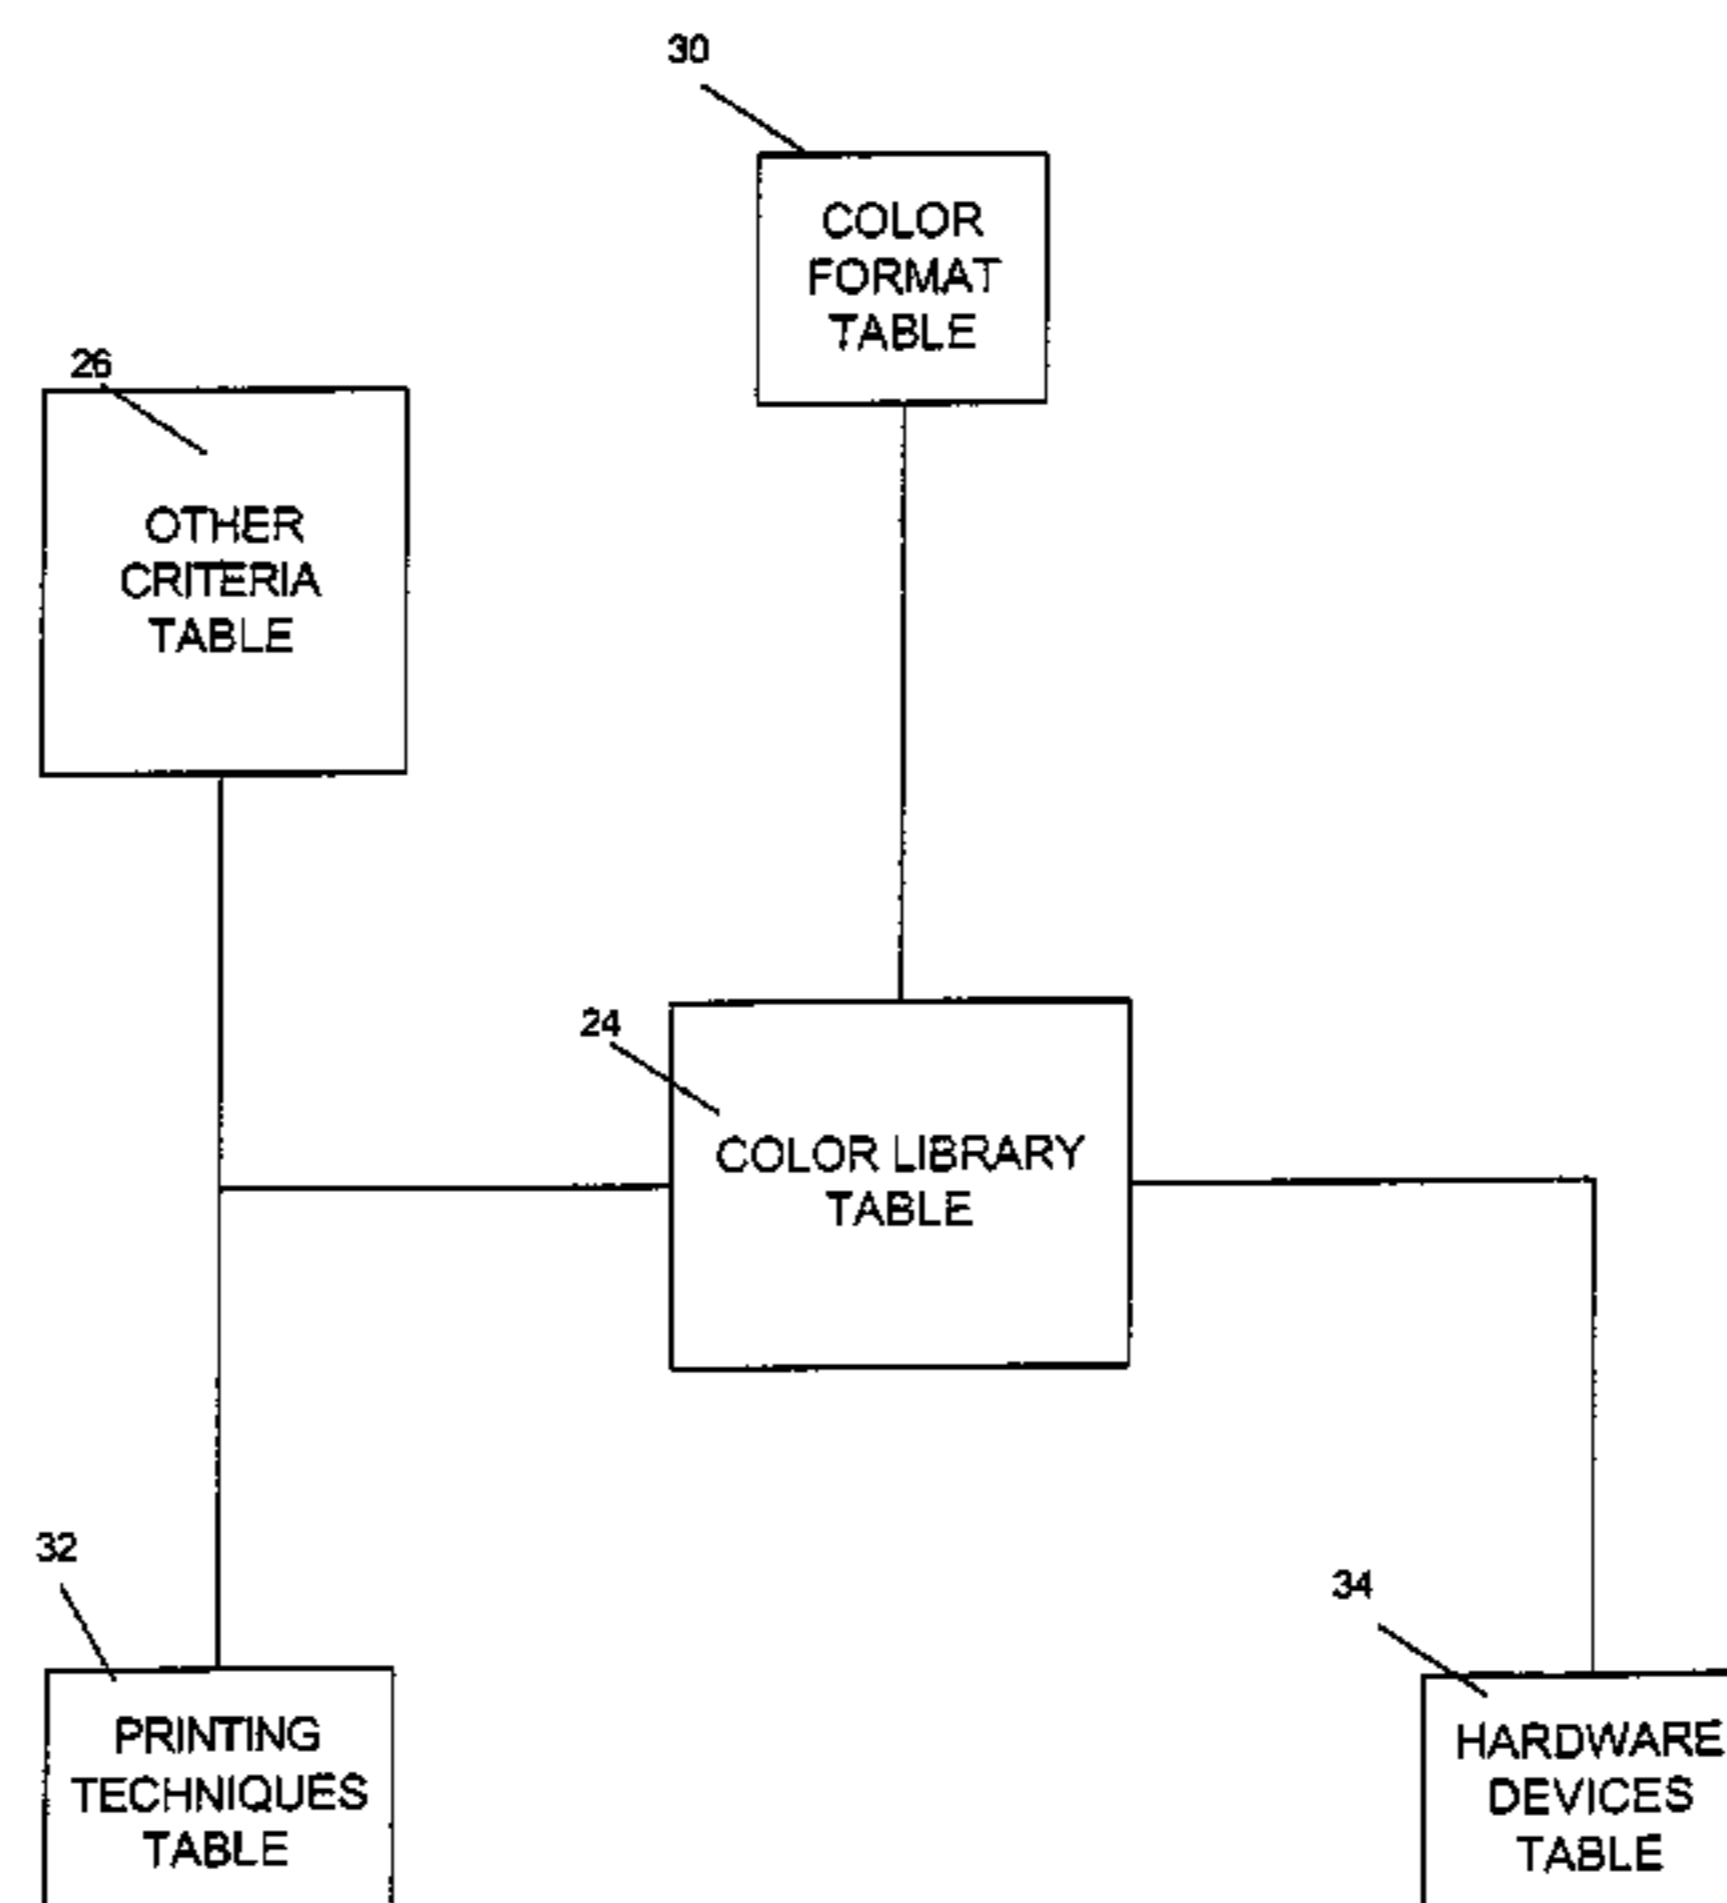 30
COLOR
FORMAT
TABLE
26
OTHER
CRITERIA
TABLE
24
COLOR LIBRARY
TABLE
32
PRINTING
TECHNIQUES
TABLE
34
HARDWARE
DEVICES
TABLE